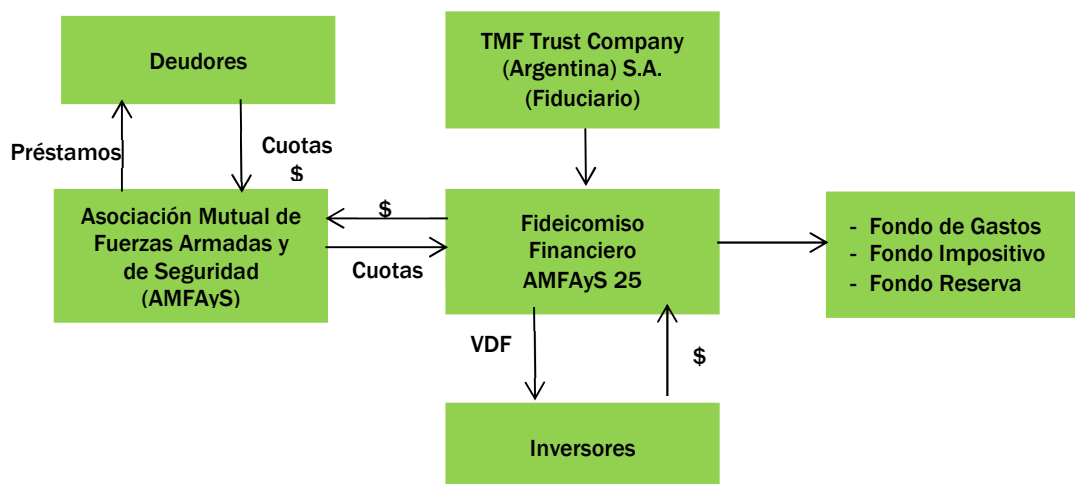 Deudores
TMF Trust Company
(Argentina) S.A.
(Fiduciario)
Préstamos
Cuotas
$
Asociación Mutual de
Fuerzas Armadas y
de Seguridad
(AMFAyS)
$
Cuotas
Fideicomiso
Financiero
AMFAyS 25
- Fondo de Gastos
- Fondo Impositivo
- Fondo Reserva
VDF
$
Inversores